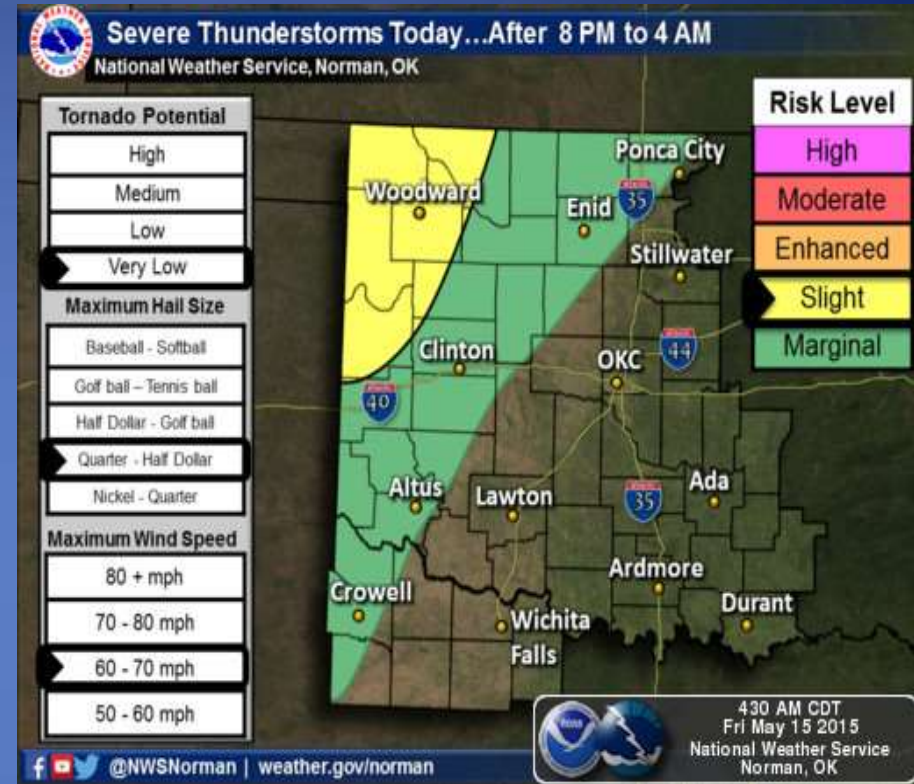 Severe Thunderstorms Today...After 8 PM to 4 AM
National Weather Service, Norman, OK
Tornado Potential
High
Medium
Low
Very Low
Maximum Hail Size
Baseball - Softball
Golf ball – Tennis ball
Half Dollar - Golf ball
Quarter - Half Dollar
Nickel - Quarter
Maximum Wind Speed
80 + mph
70 - 80 mph
60 - 70 mph
50 - 60 mph
Ponca City
Woodward
35
Enid
Stillwater
Clinton
44
OKC
40
Altus
Lawton
35
Ada
Ardmore
Crowell
Durant
Wichita
Falls
Risk Level
High
Moderate
Enhanced
Slight
Marginal
430 AM CDT
Fri May 15 2015
National Weather Service
Norman, OK
@NWSNorman | weather.gov/norman